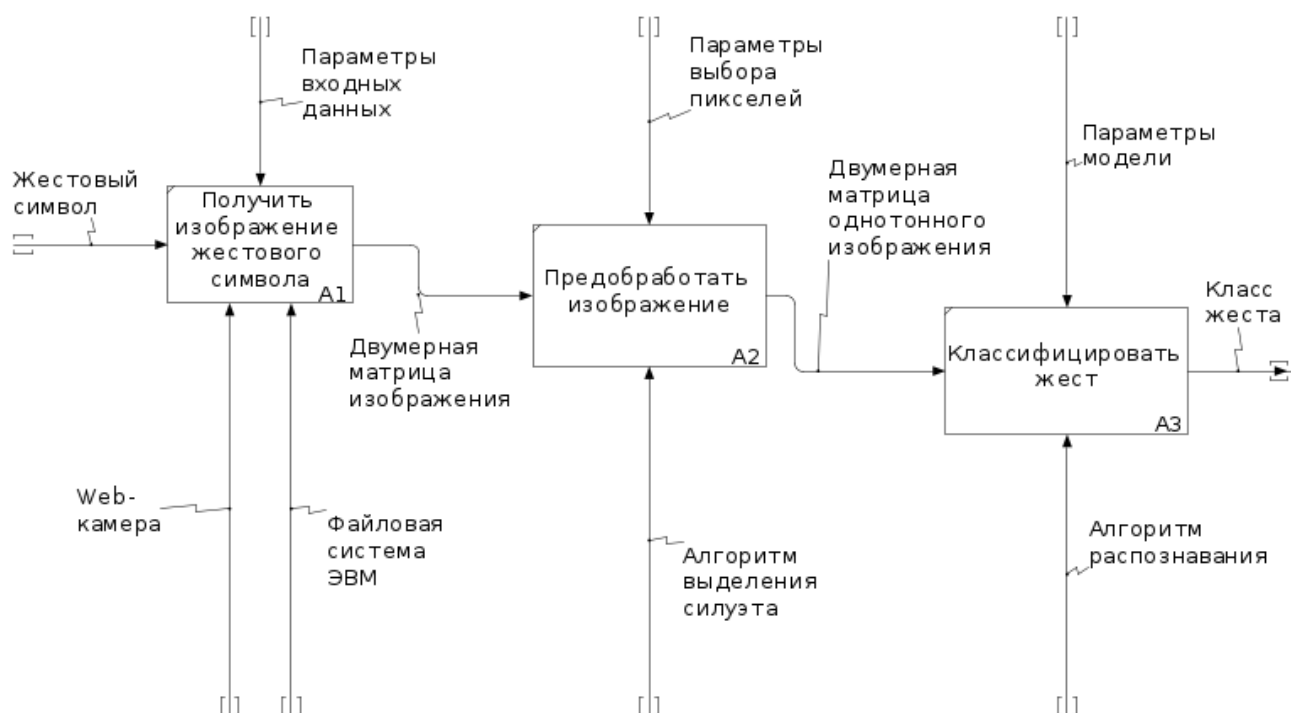 Параметры
входных
данных
Параметры
выбора
пикселей
Параметры
модели
Жестовый
символ
Получить
изображение
жестового
символа
A1
Двумерная
матрица
изображения
Предобработать
изображение
A2
Двумерная
матрица
однотонного
изображения
Классифицировать
жест
A3
Класс
жеста
Web-
камера
Файловая
система
ЭВМ
Алгоритм
выделения
силуэта
Алгоритм
распознавания